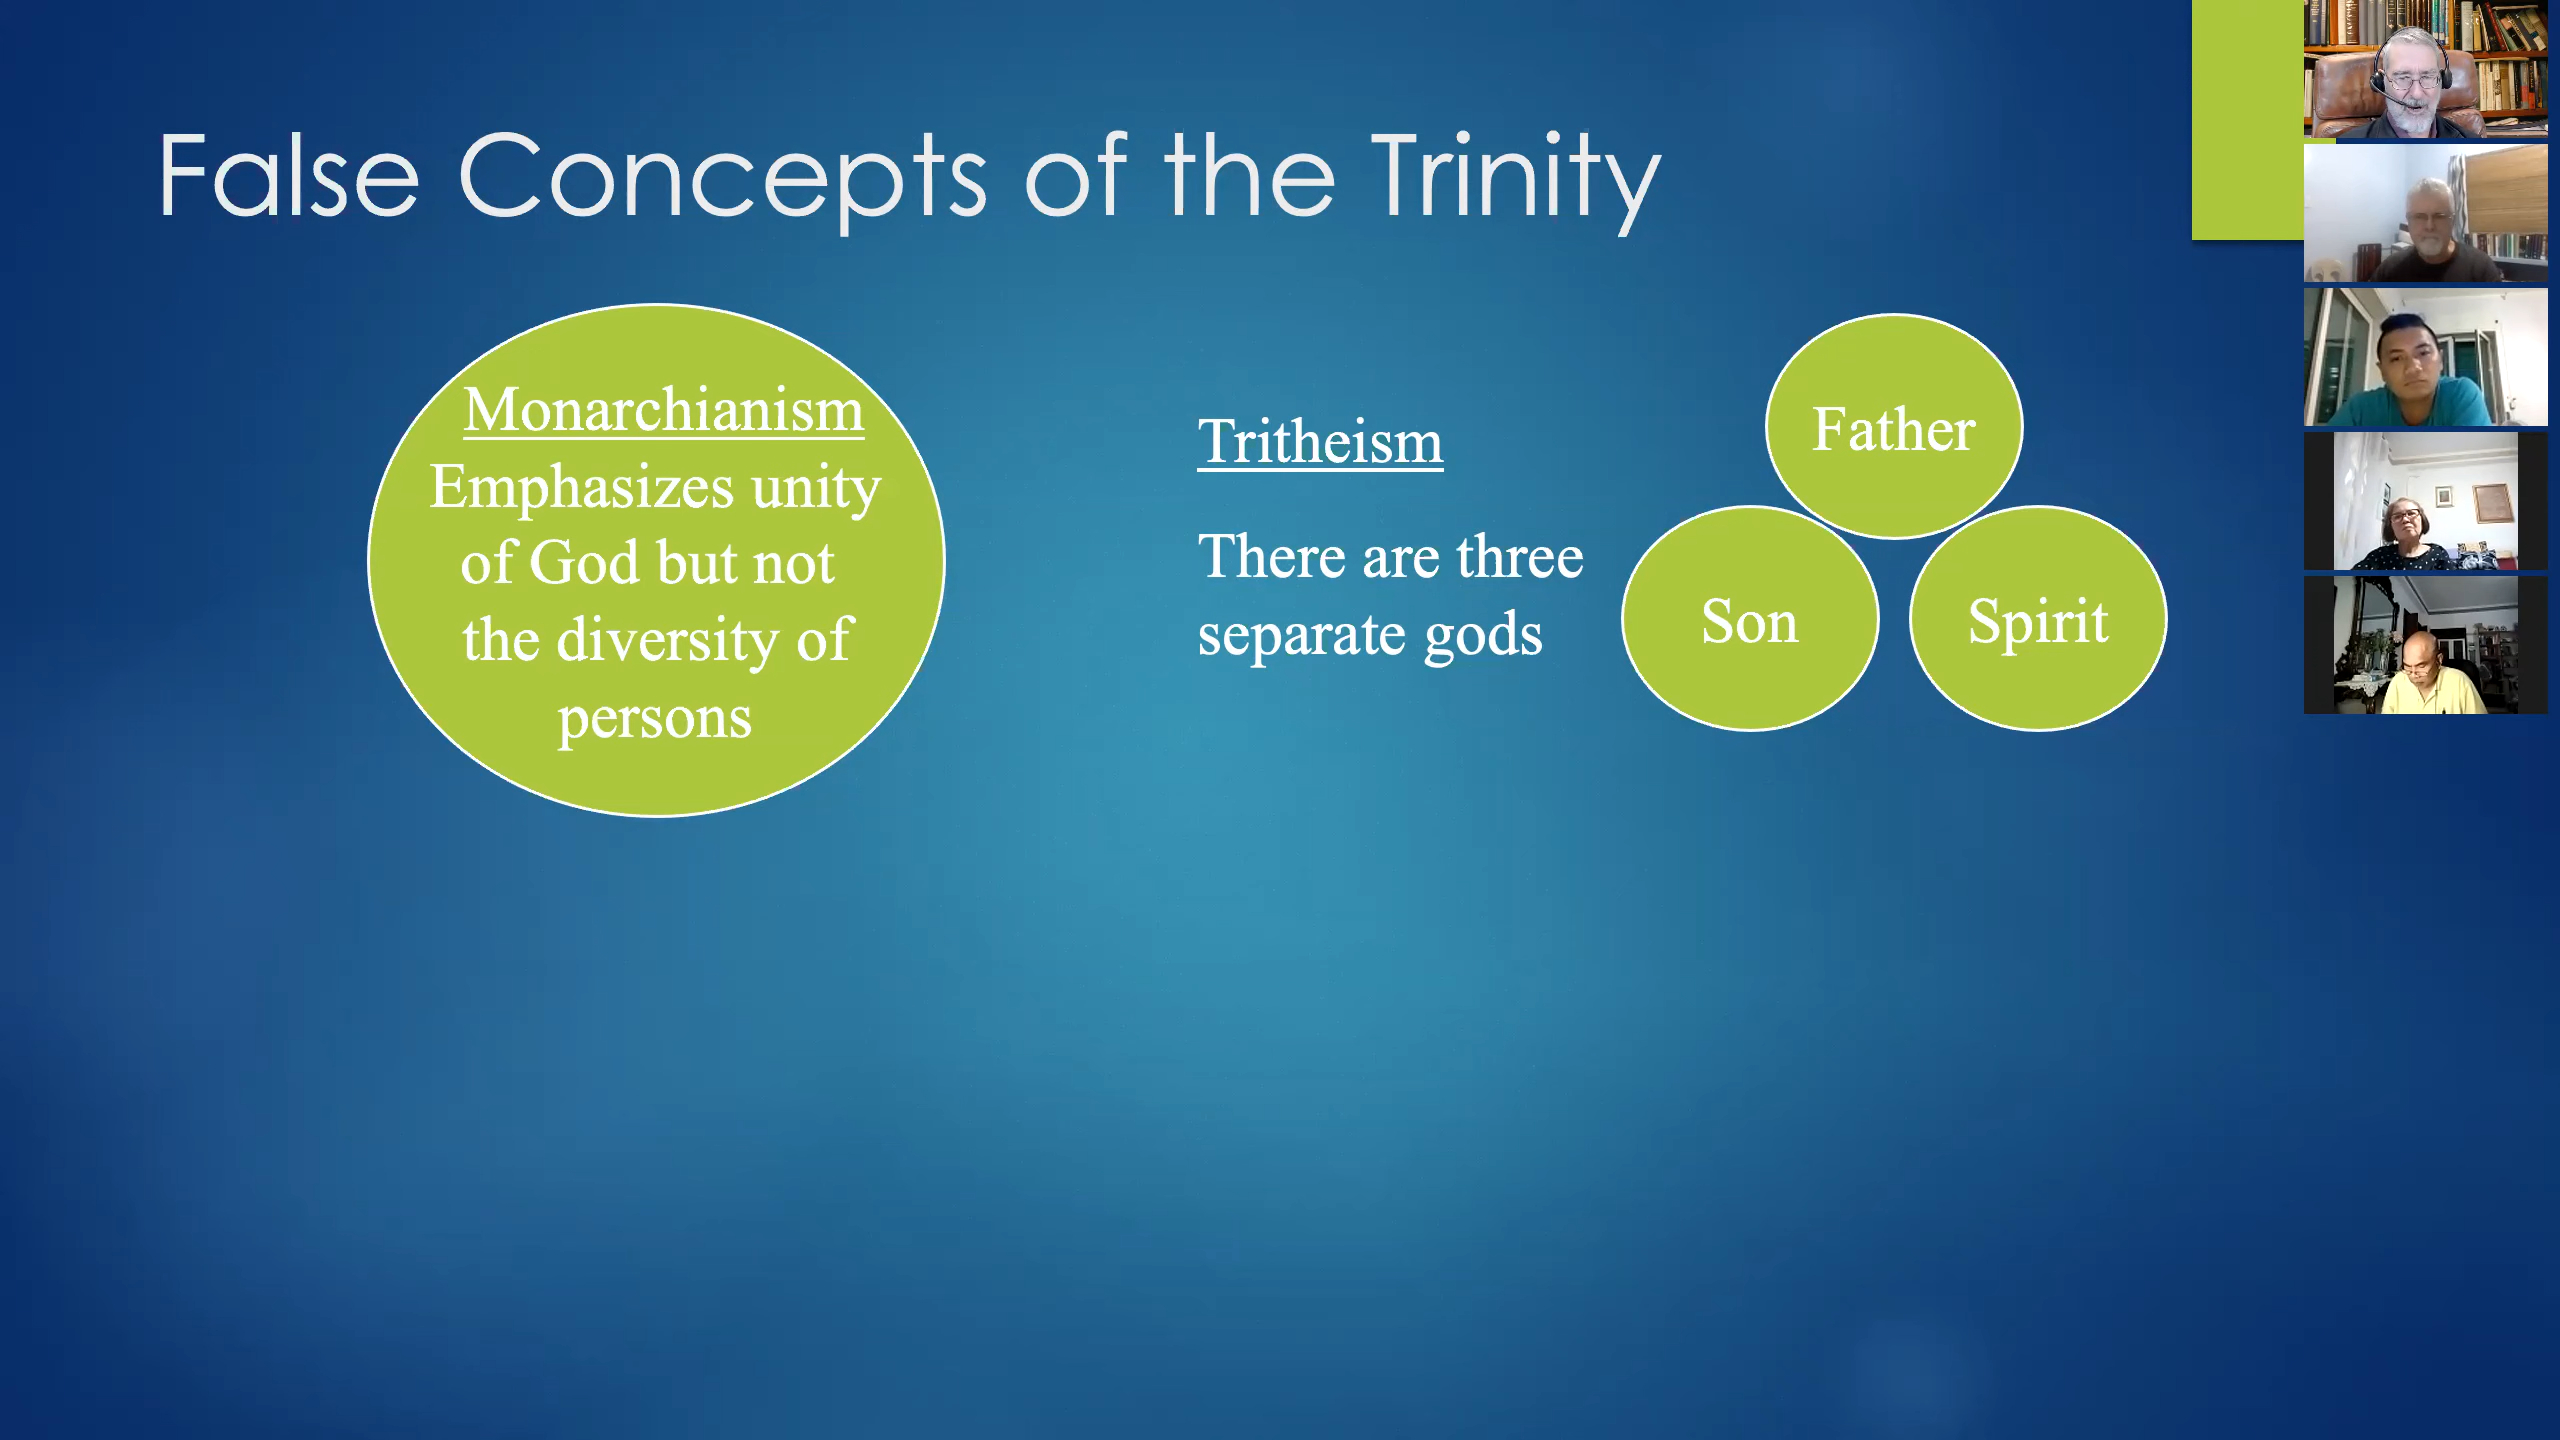 False Concepts of the Trinity
Monarchianism
Emphasizes unity
of God but not
the diversity of
persons
Tritheism
There are three
separate gods
Father
Son
Spirit